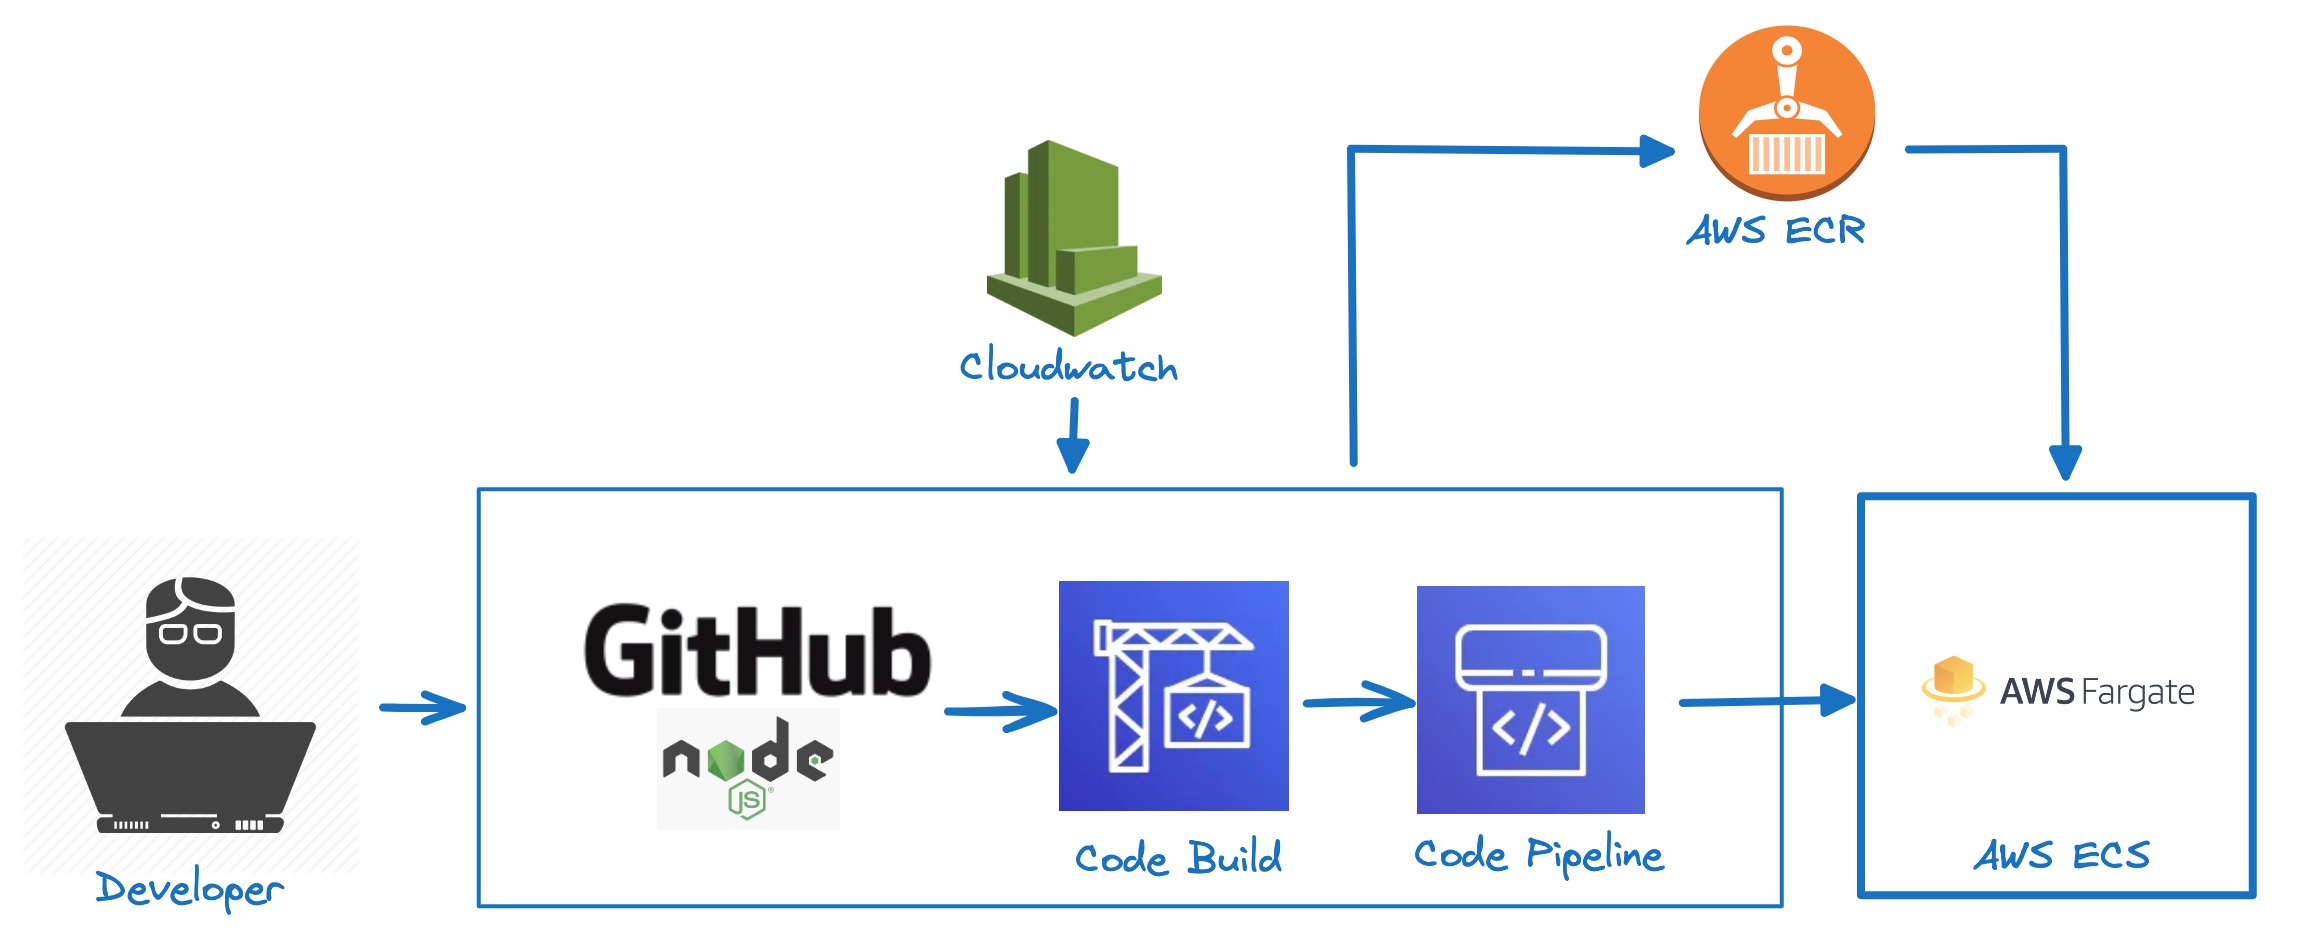 AWS ECR
Cloudwatch
Developer
GitHub
node
JS®
</>
Code Build
</>
Code Pipeline
AWS Fargate
AWS ECS